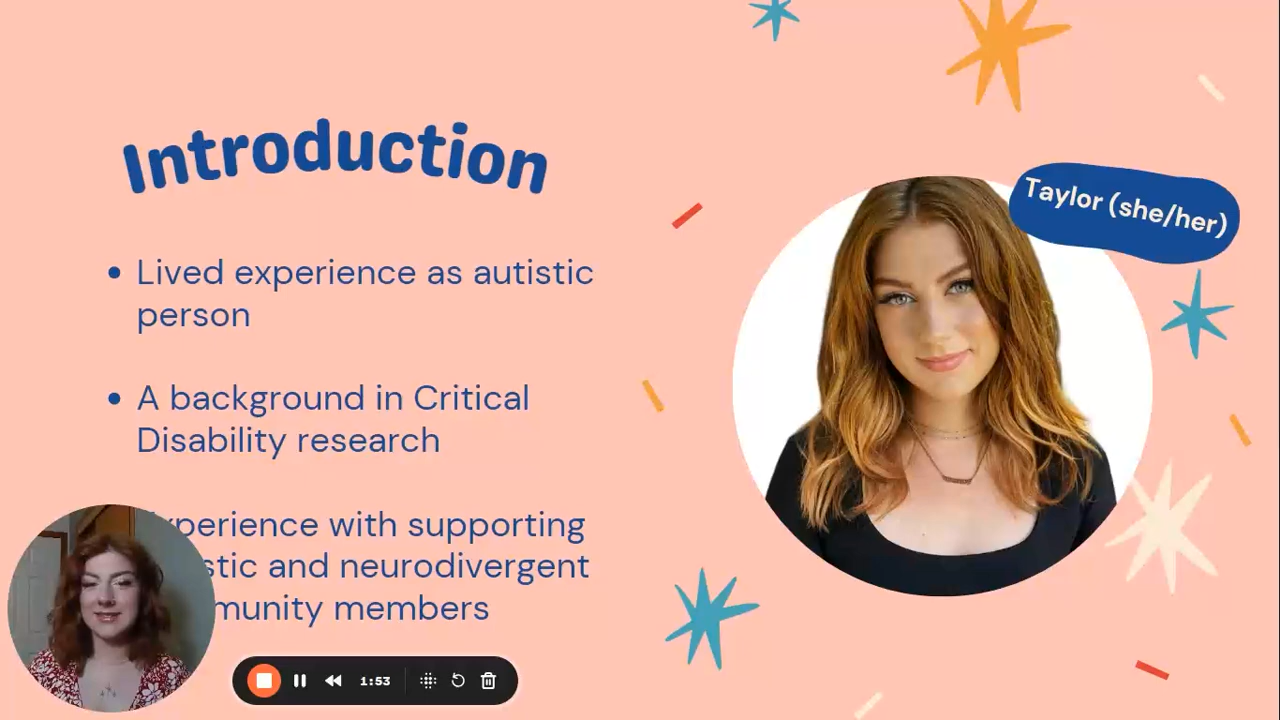 Introduction
Taylor (she/her)
• Lived experience as autistic
person
• A background in Critical
Disability research
xperience with supporting
stic and neurodivergent
munity members
1:53